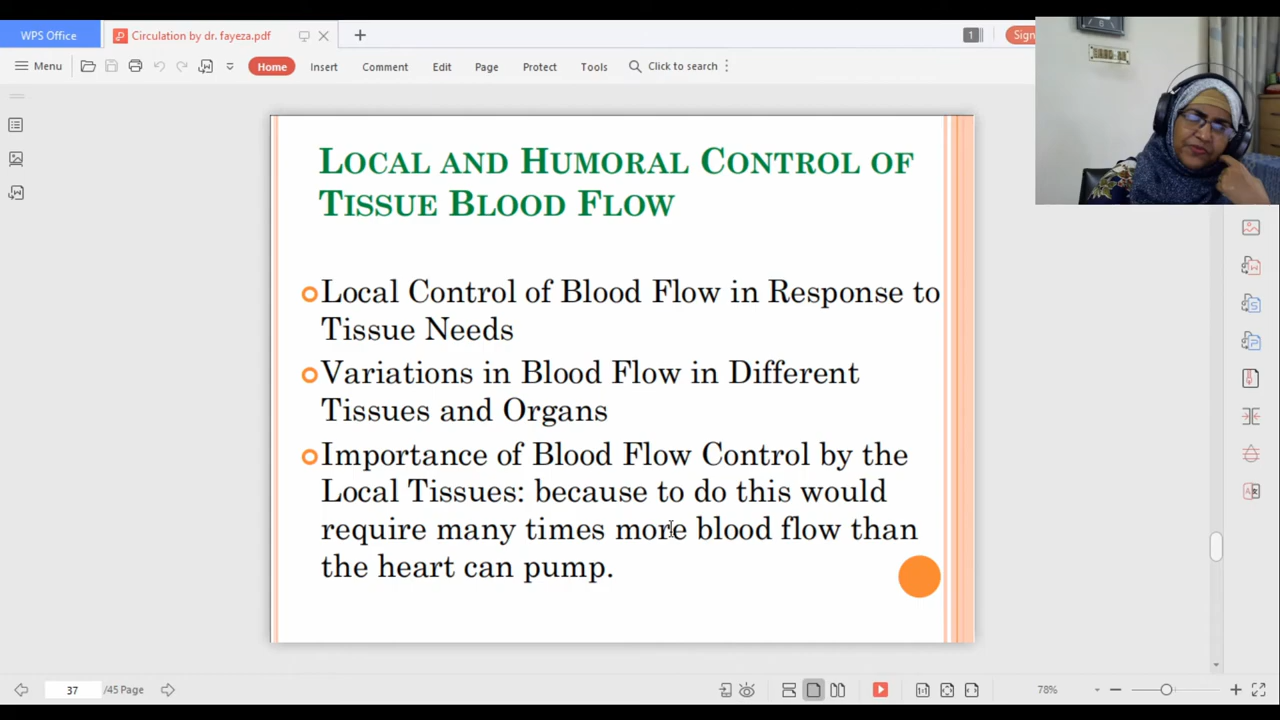 WPS Office
Circulation by dr. fayeza.pdf
1
Sign
Menu
Home
Insert
Comment
Edit
Page
Protect
Tools
Click to search
LOCAL AND HUMORAL CONTROL OF
TISSUE BLOOD FLOW
Local Control of Blood Flow in Response to
Tissue Needs
Variations in Blood Flow in Different
Tissues and Organs
Importance of Blood Flow Control by the
Local Tissues: because to do this would
require many times more blood flow than
the heart can pump.
37
/45 Page
78%